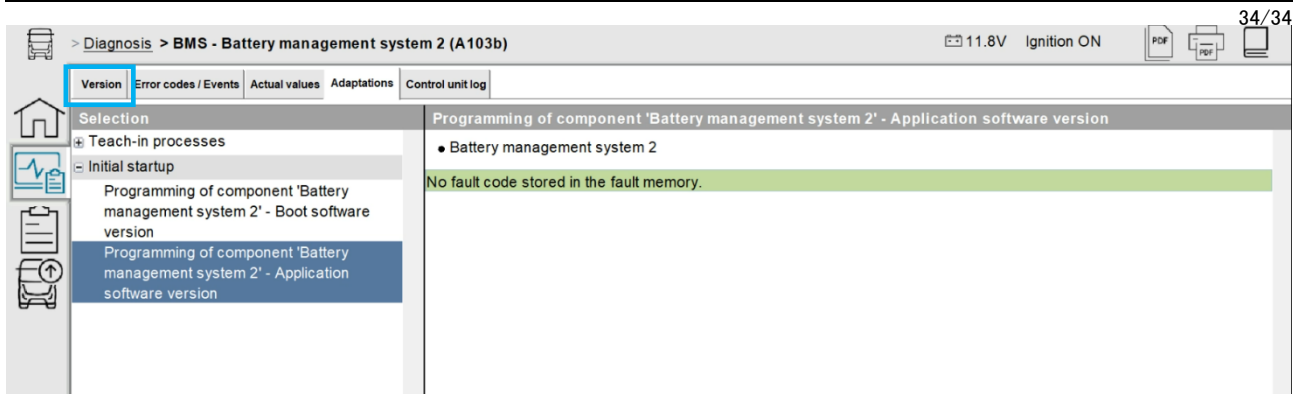 34/34
> Diagnosis > BMS - Battery management system 2 (A103b)
11.8V Ignition ON
PDF
PDF
Version Error codes / Events Actual values Adaptations Control unit log
Selection
Teach-in processes
Initial startup
Programming of component 'Battery
management system 2' - Boot software
version
Programming of component 'Battery
management system 2' - Application
software version
Programming of component 'Battery management system 2' - Application software version
• Battery management system 2
No fault code stored in the fault memory.